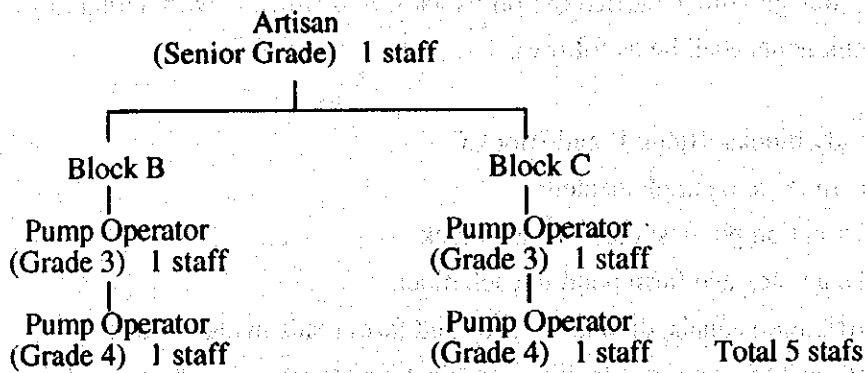 Artisan
(Senior Grade) 1 staff
Block B
Block C
Pump Operator
(Grade 3) 1 staff
Pump Operator
(Grade 3) 1 staff
Pump Operator
(Grade 4) 1 staff
Pump Operator
(Grade 4) 1 staff
Total 5 stafs